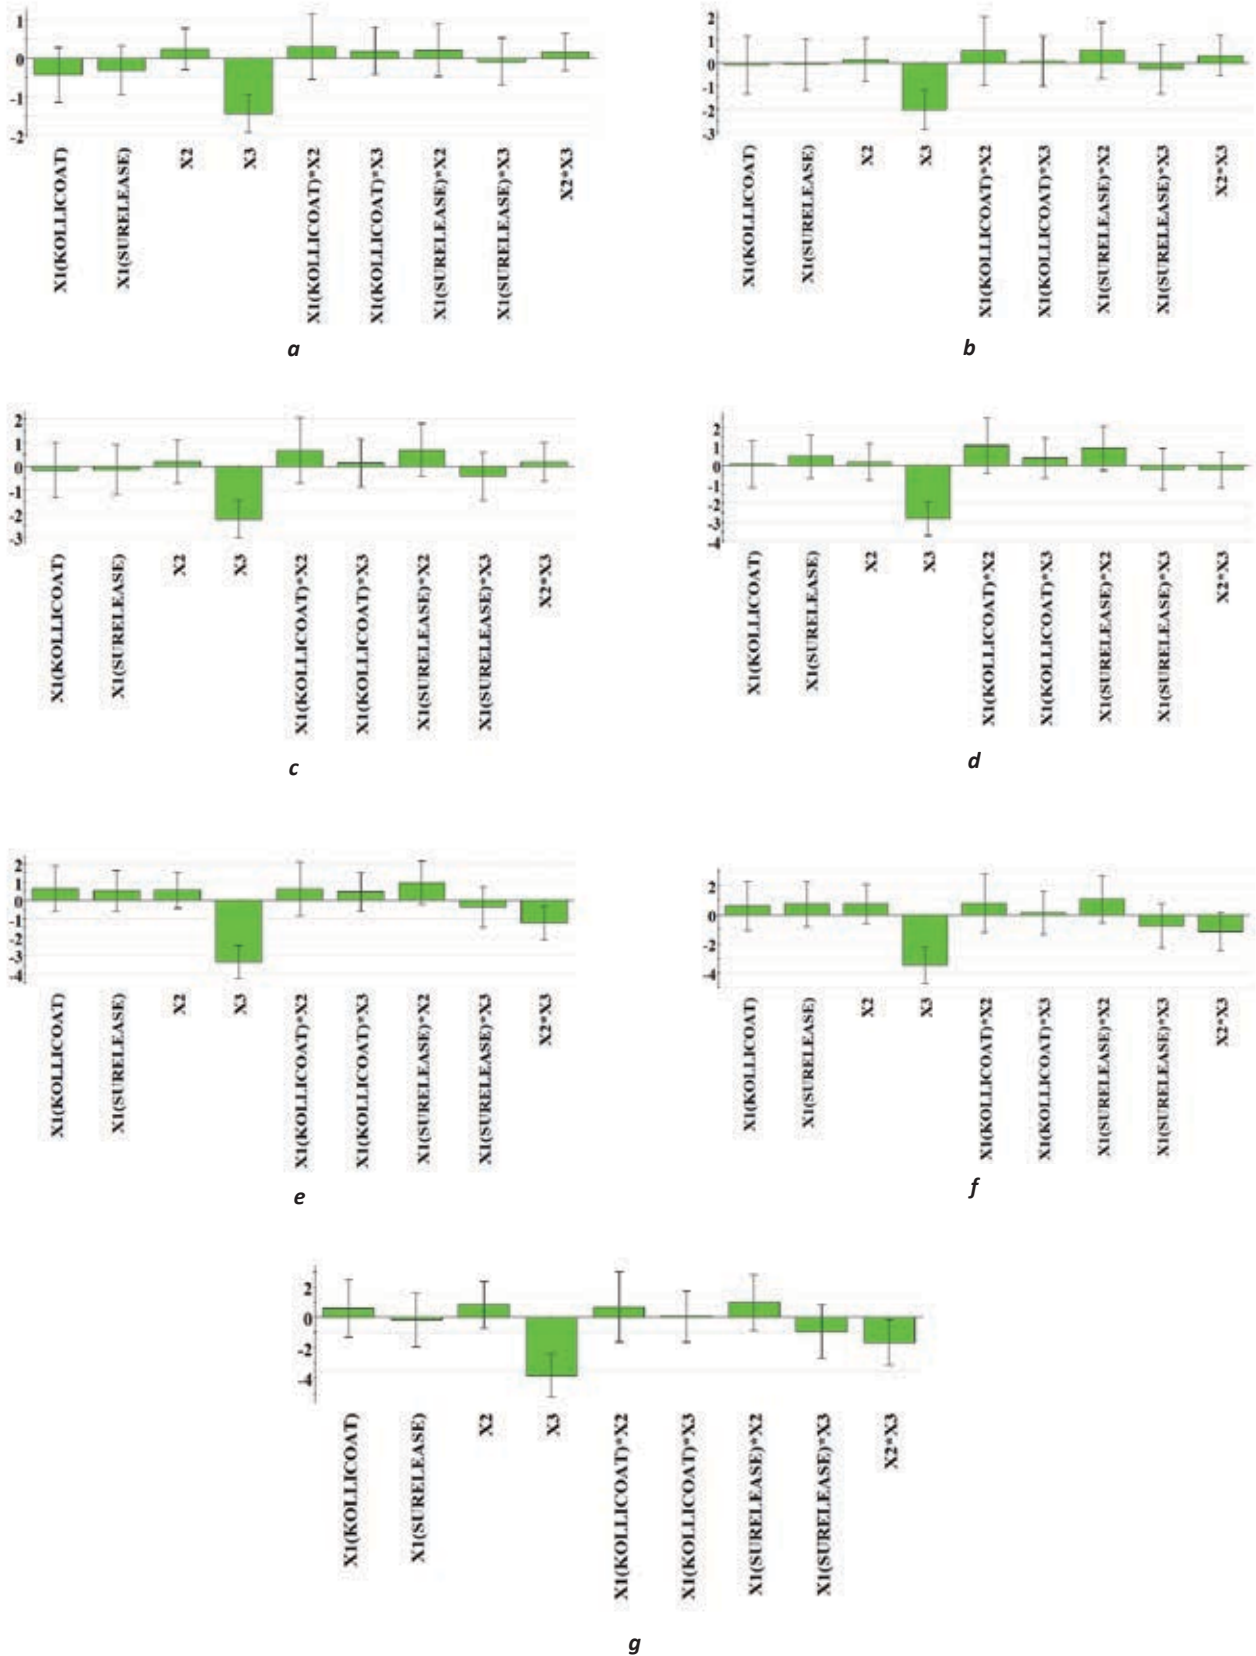 1
0
-1
-2
X1(KOLLICOAT)
X1(SURELEASE)
X2
X3
X1(KOLLICOAT)*X2
X1(KOLLICOAT)*X3
X1(SURELEASE)*X2
X1(SURELEASE)*X3
X2*X3
a
2
1
0
-1
-2
-3
X1(KOLLICOAT)
X1(SURELEASE)
X2
X3
X1(KOLLICOAT)*X2
X1(KOLLICOAT)*X3
X1(SURELEASE)*X2
X1(SURELEASE)*X3
X2*X3
b
2
1
0
-1
-2
-3
X1(KOLLICOAT)
X1(SURELEASE)
X2
X3
X1(KOLLICOAT)*X2
X1(KOLLICOAT)*X3
X1(SURELEASE)*X2
X1(SURELEASE)*X3
X2*X3
c
2
1
0
-1
-2
-3
-4
X1(KOLLICOAT)
X1(SURELEASE)
X2
X3
X1(KOLLICOAT)*X2
X1(KOLLICOAT)*X3
X1(SURELEASE)*X2
X1(SURELEASE)*X3
X2*X3
d
2
1
0
-1
-2
-3
-4
X1(KOLLICOAT)
X1(SURELEASE)
X2
X3
X1(KOLLICOAT)*X2
X1(KOLLICOAT)*X3
X1(SURELEASE)*X2
X1(SURELEASE)*X3
X2*X3
e
2
0
-2
-4
X1(KOLLICOAT)
X1(SURELEASE)
X2
X3
X1(KOLLICOAT)*X2
X1(KOLLICOAT)*X3
X1(SURELEASE)*X2
X1(SURELEASE)*X3
X2*X3
f
2
0
-2
-4
X1(KOLLICOAT)
X1(SURELEASE)
X2
X3
X1(KOLLICOAT)*X2
X1(KOLLICOAT)*X3
X1(SURELEASE)*X2
X1(SURELEASE)*X3
X2*X3
g